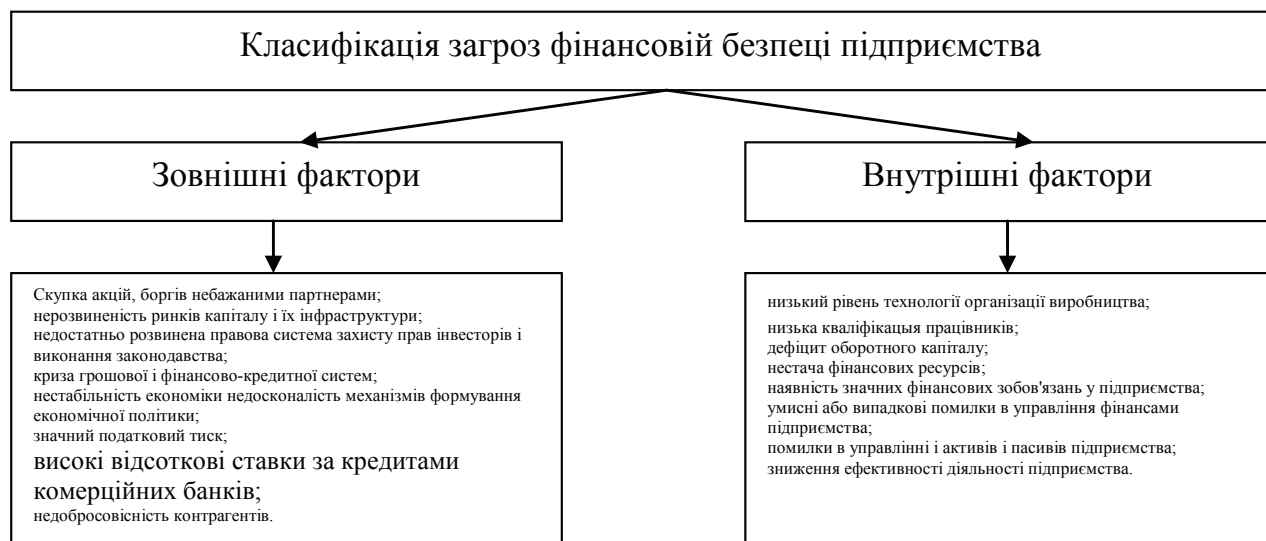 Класифікація загроз фінансовій безпеці підприємства
Зовнішні фактори
Внутрішні фактори
Скупка акцій, боргів небажаними партнерами;
нерозвиненість ринків капіталу і їх інфраструктури;
недостатньо розвинена правова система захисту прав інвесторів і
виконання законодавства;
криза грошової і фінансово-кредитної систем;
нестабільність економіки недосконалість механізмів формування
економічної політики;
значний податковий тиск;
високі відсоткові ставки за кредитами
комерційних банків;
недобросовісність контрагентів.
низький рівень технології організації виробництва;
низька кваліфікацыя працівників;
дефіцит оборотного капіталу;
нестача фінансових ресурсів;
наявність значних фінансових зобов'язань у підприємства;
умисні або випадкові помилки в управління фінансами
підприємства;
помилки в управлінні і активів і пасивів підприємства;
зниження ефективності діяльності підприємства.